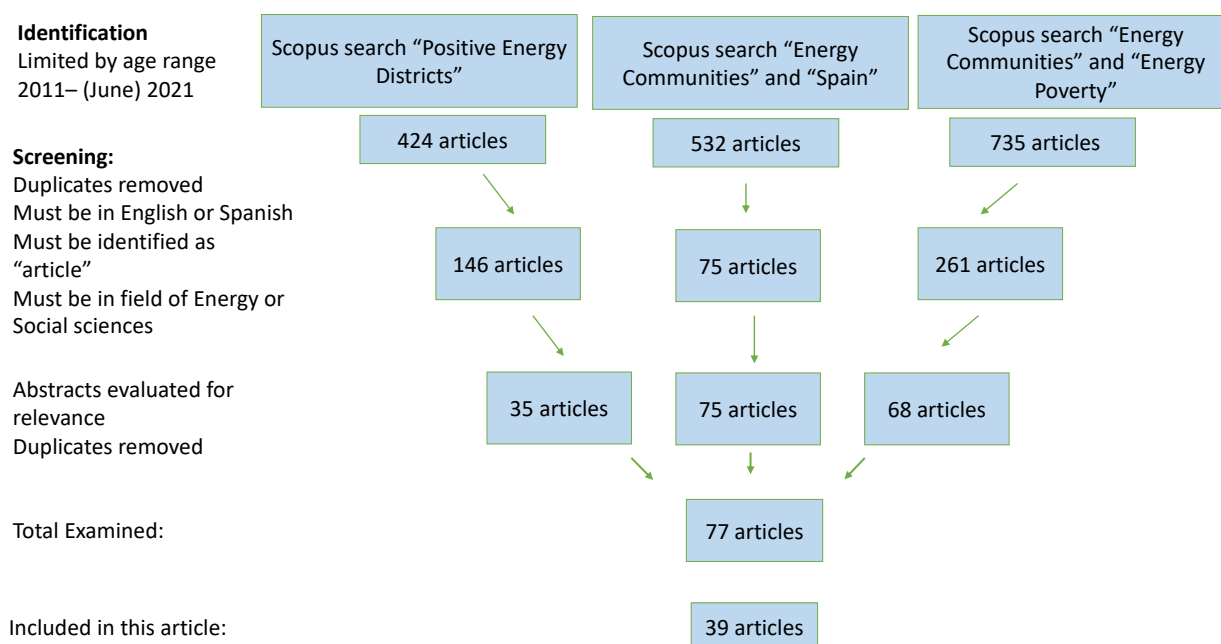 Identification
Limited by age range
2011– (June) 2021
Scopus search “Positive Energy
Districts”
Scopus search “Energy
Communities” and “Spain”
Scopus search “Energy
Communities” and “Energy
Poverty”
424 articles
532 articles
735 articles
Screening:
Duplicates removed
Must be in English or Spanish
Must be identified as
“article”
Must be in field of Energy or
Social sciences
146 articles
75 articles
261 articles
Abstracts evaluated for
relevance
Duplicates removed
35 articles
75 articles
68 articles
Total Examined:
77 articles
Included in this article:
39 articles